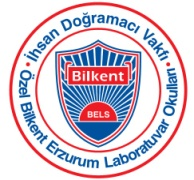 İhsan Doğramacı Vakfı
Özel Bilkent Erzurum Laboratuvar Okulları
Bilkent
BELS